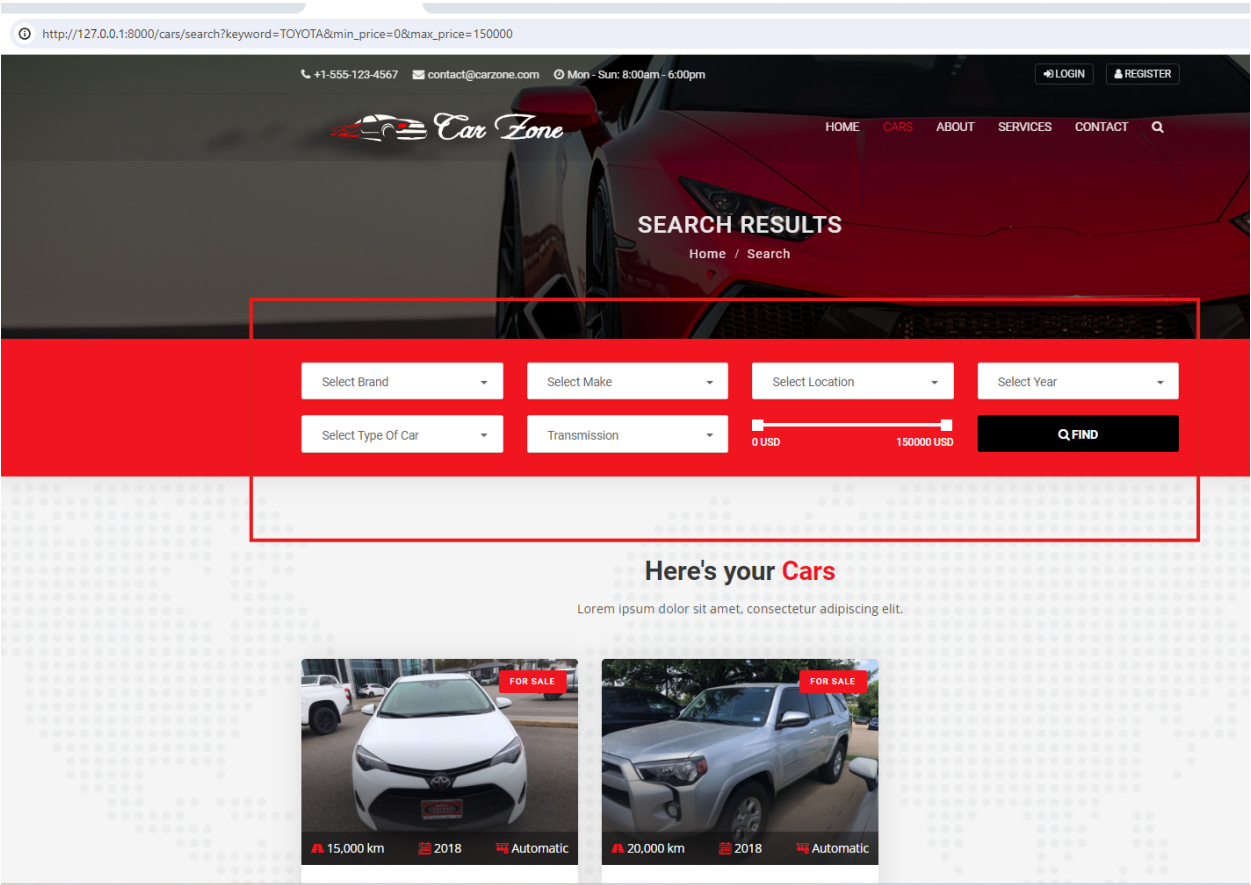 http://127.0.0.1:8000/cars/search?keyword=TOYOTA&min_price=0&max_price=150000
+1-555-123-4567 contact@carzone.com Mon - Sun: 8:00am - 6:00pm LOGIN REGISTER
Car Zone HOME CARS ABOUT SERVICES CONTACT
SEARCH RESULTS
Home / Search
Select Brand Select Make Select Location Select Year
Select Type Of Car Transmission 0 USD 150000 USD FIND
Here's your Cars
Lorem ipsum dolor sit amet, consectetur adipiscing elit.
FOR SALE FOR SALE
15,000 km 2018 Automatic 20,000 km 2018 Automatic